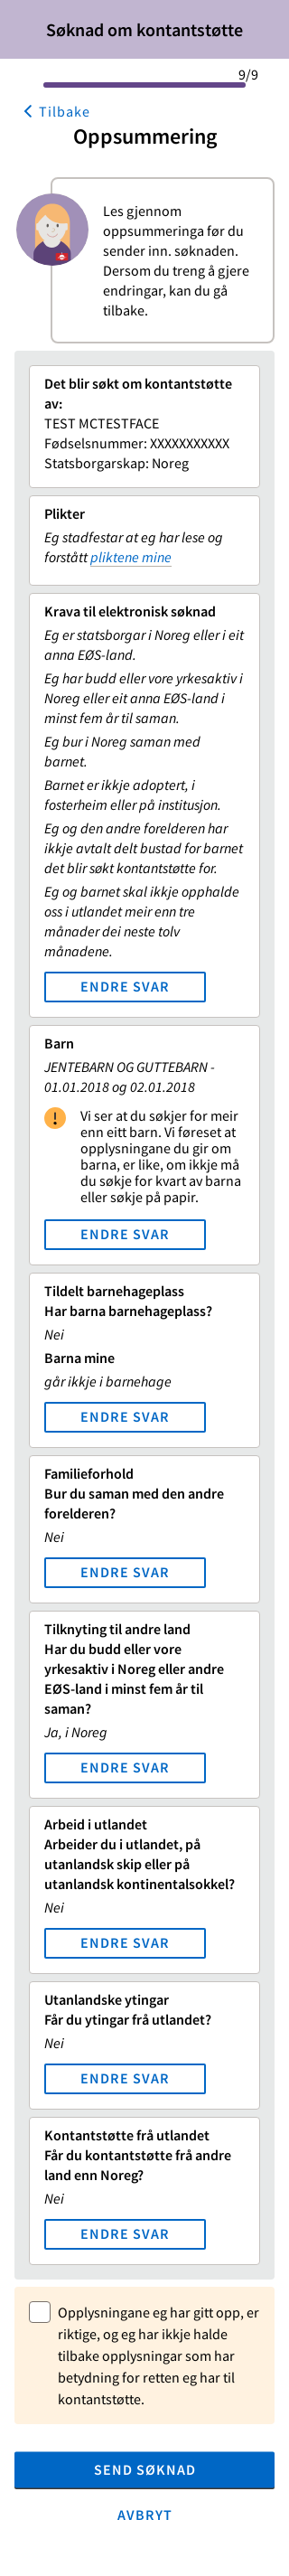 Søknad om kontantstøtte
9/9
Tilbake
Oppsummering
Les gjennom
oppsummeringa før du
sender inn. søknaden.
Dersom du treng å gjere
endringar, kan du gå
tilbake.
Det blir søkt om kontantstøtte
av:
TEST MCTESTFACE
Fødselsnummer: XXXXXXXXXXX
Statsborgarskap: Noreg
Plikter
Eg stadfestar at eg har lese og
forstått pliktene mine
Krava til elektronisk søknad
Eg er statsborgar i Noreg eller i eit
anna EØS-land.
Eg har budd eller vore yrkesaktiv i
Noreg eller eit anna EØS-land i
minst fem år til saman.
Eg bur i Noreg saman med
barnet.
Barnet er ikkje adoptert, i
fosterheim eller på institusjon.
Eg og den andre forelderen har
ikkje avtalt delt bustad for barnet
det blir søkt kontantstøtte for.
Eg og barnet skal ikkje opphalde
oss i utlandet meir enn tre
månader dei neste tolv
månadene.
ENDRE SVAR
Barn
JENTEBARN OG GUTTEBARN -
01.01.2018 og 02.01.2018
Vi ser at du søkjer for meir
enn eitt barn. Vi føreset at
opplysningane du gir om
barna, er like, om ikkje må
du søkje for kvart av barna
eller søkje på papir.
ENDRE SVAR
Tildelt barnehageplass
Har barna barnehageplass?
Nei
Barna mine
går ikkje i barnehage
ENDRE SVAR
Familieforhold
Bur du saman med den andre
forelderen?
Nei
ENDRE SVAR
Tilknyting til andre land
Har du budd eller vore
yrkesaktiv i Noreg eller andre
EØS-land i minst fem år til
saman?
Ja, i Noreg
ENDRE SVAR
Arbeid i utlandet
Arbeider du i utlandet, på
utanlandsk skip eller på
utanlandsk kontinentalsokkel?
Nei
ENDRE SVAR
Utanlandske ytingar
Får du ytingar frå utlandet?
Nei
ENDRE SVAR
Kontantstøtte frå utlandet
Får du kontantstøtte frå andre
land enn Noreg?
Nei
ENDRE SVAR
Opplysningane eg har gitt opp, er
riktige, og eg har ikkje halde
tilbake opplysningar som har
betydning for retten eg har til
kontantstøtte.
SEND SØKNAD
AVBRYT